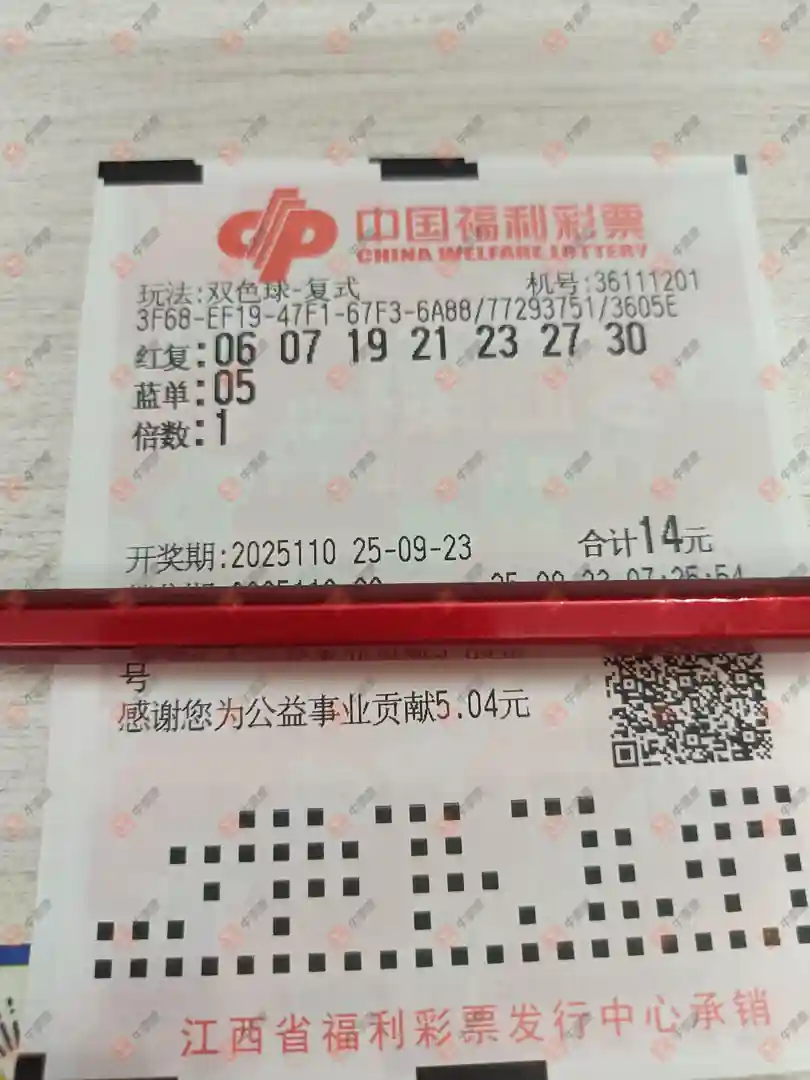 中国福利彩票
CHINA WELFARE LOTTERY
玩法:双色球-复式 机号:36111201
3F68-EF19-47F1-67F3-6A88/77293751/3605E
红复:06 07 19 21 23 27 30
蓝单:05
倍数:1
开奖期:2025110 25-09-23 合计14元
号
感谢您为公益事业贡献5.04元
江西省福利彩票发行中心承销